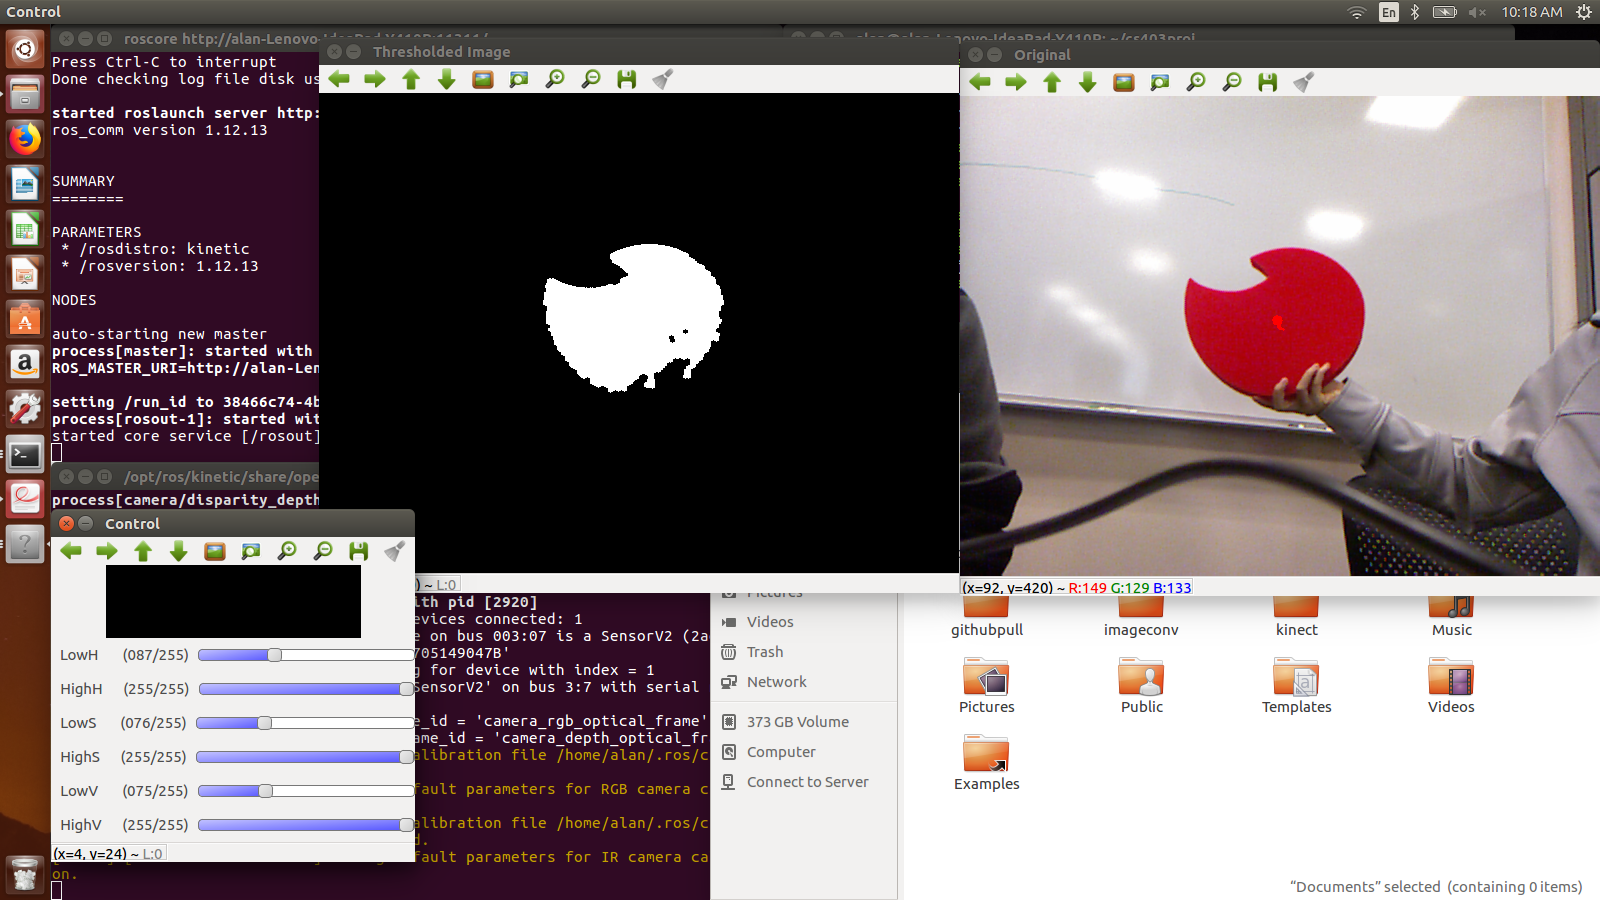 Control
En
10:18 AM
roscore http://alan-Lenovo-IdeaPad-Y410P:11311/
alan@alan-Lenovo-IdeaPad-Y410P: ~/cs403proj
Press Ctrl-C to interrupt
Done checking log file disk us
started roslaunch server http:
ros_comm version 1.12.13
SUMMARY
========
PARAMETERS
* /rosdistro: kinetic
* /rosversion: 1.12.13
NODES
auto-starting new master
process[master]: started with
ROS_MASTER_URI=http://alan-Len
setting /run_id to 38466c74-4b
process[rosout-1]: started wit
started core service [/rosout]
Thresholded Image
) ~ L:0
Original
(x=92, y=420) ~ R:149 G:129 B:133
/opt/ros/kinetic/share/ope
process[camera/disparity_depth
Control
LowH (087/255)
HighH (255/255)
LowS (076/255)
HighS (255/255)
LowV (075/255)
HighV (255/255)
(x=4, y=24) ~ L:0
ith pid [2920]
evices connected: 1
e on bus 003:07 is a SensorV2 (2a
705149047B'
g for device with index = 1
SensorV2' on bus 3:7 with serial
e_id = 'camera_rgb_optical_frame'
ame_id = 'camera_depth_optical_fr
alibration file /home/alan/.ros/c
fault parameters for RGB camera c
alibration file /home/alan/.ros/c
d.
fault parameters for IR camera ca
on.
Pictures
Videos
Trash
Network
373 GB Volume
Computer
Connect to Server
githubpull
imageconv
kinect
Music
Pictures
Public
Templates
Videos
Examples
“Documents” selected (containing 0 items)